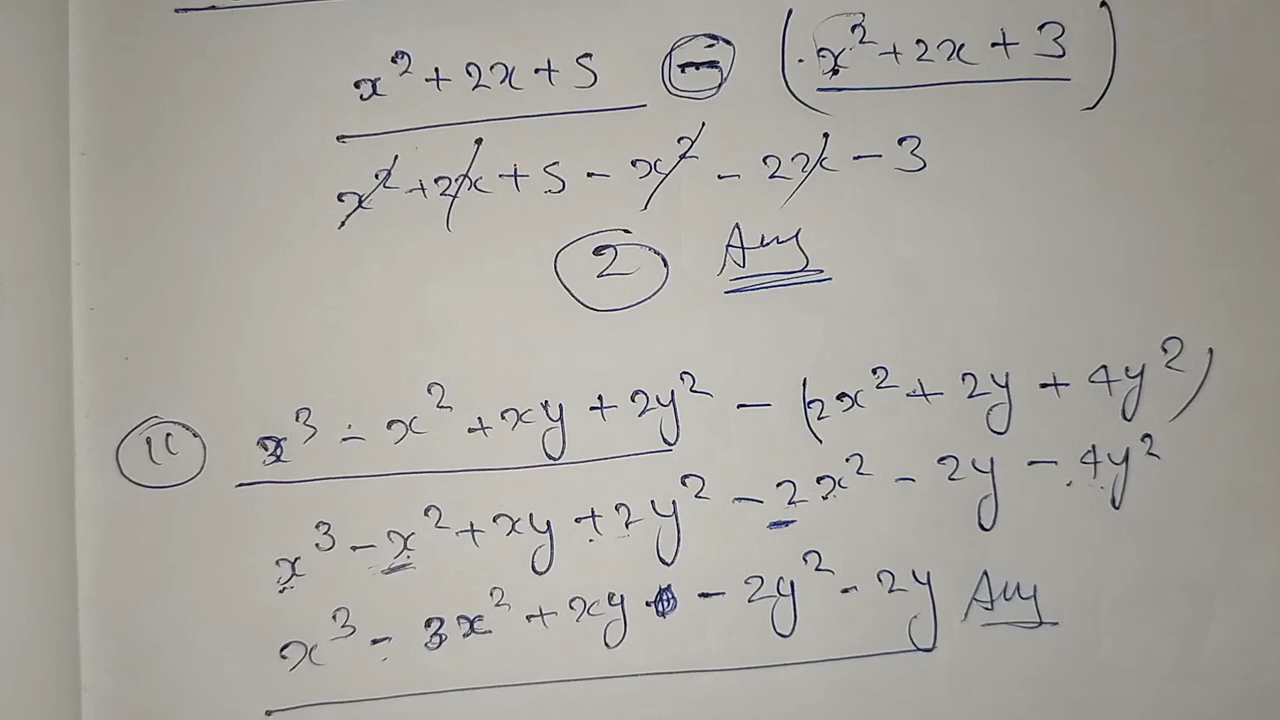 x² + 2x + 5 − (x² + 2x + 3)
x² + 2x + 5 − x² − 2x − 3
2 Ans
11 x³ − x² + xy + 2y² − (2x² + 2y + 4y²)
x³ − x² + xy + 2y² − 2x² − 2y − 4y²
x³ − 3x² + xy − 2y² − 2y Ans